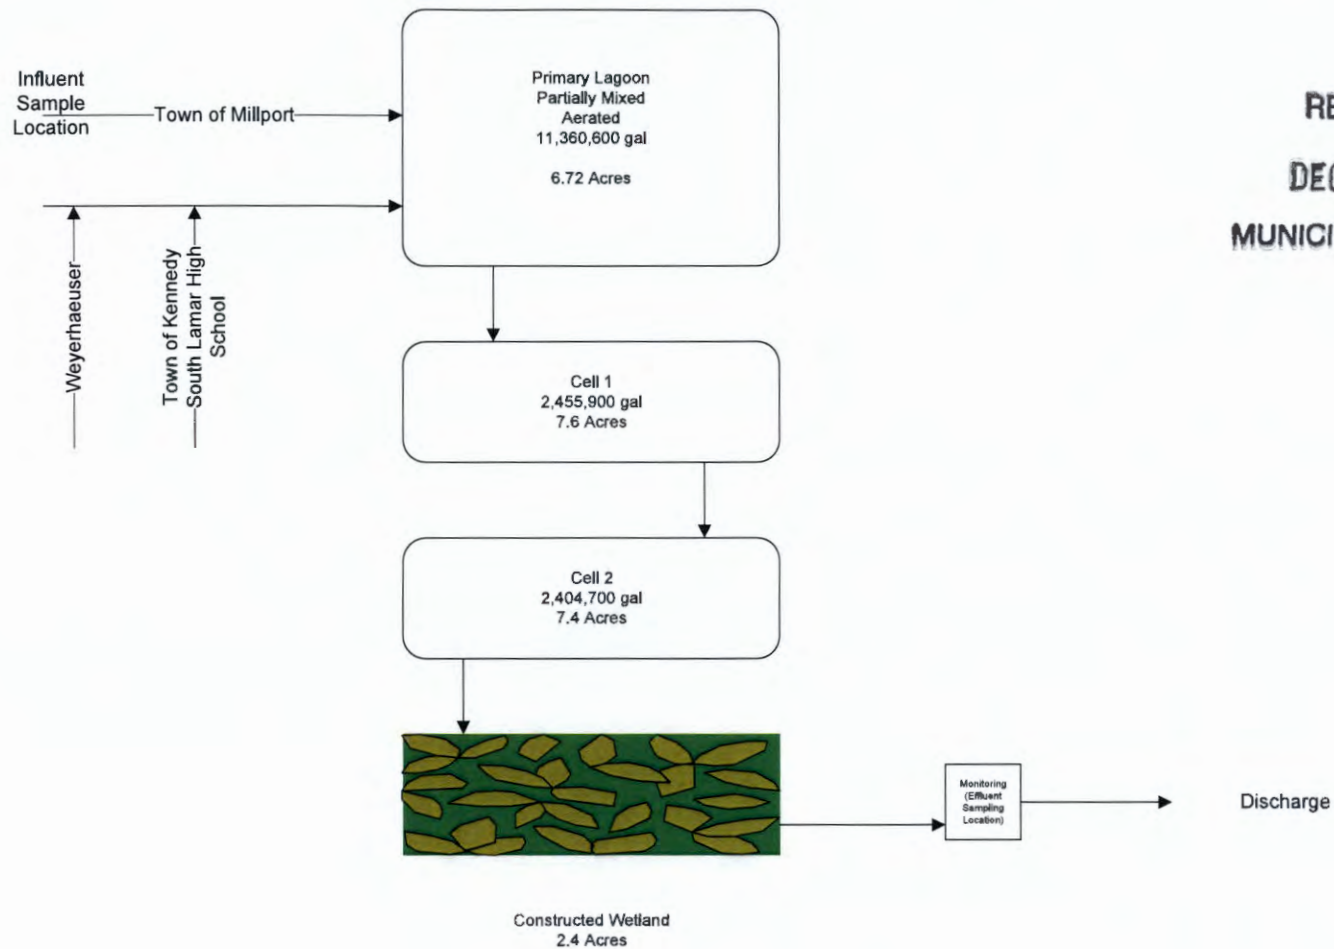 Influent
Sample
Location
Town of Millport
Weyerhaeuser
Town of Kennedy
South Lamar High
School
Primary Lagoon
Partially Mixed
Aerated
11,360,600 gal
6.72 Acres
Cell 1
2,455,900 gal
7.6 Acres
Cell 2
2,404,700 gal
7.4 Acres
Constructed Wetland
2.4 Acres
Monitoring
(Effluent
Sampling
Location)
Discharge
RE
MUNICI